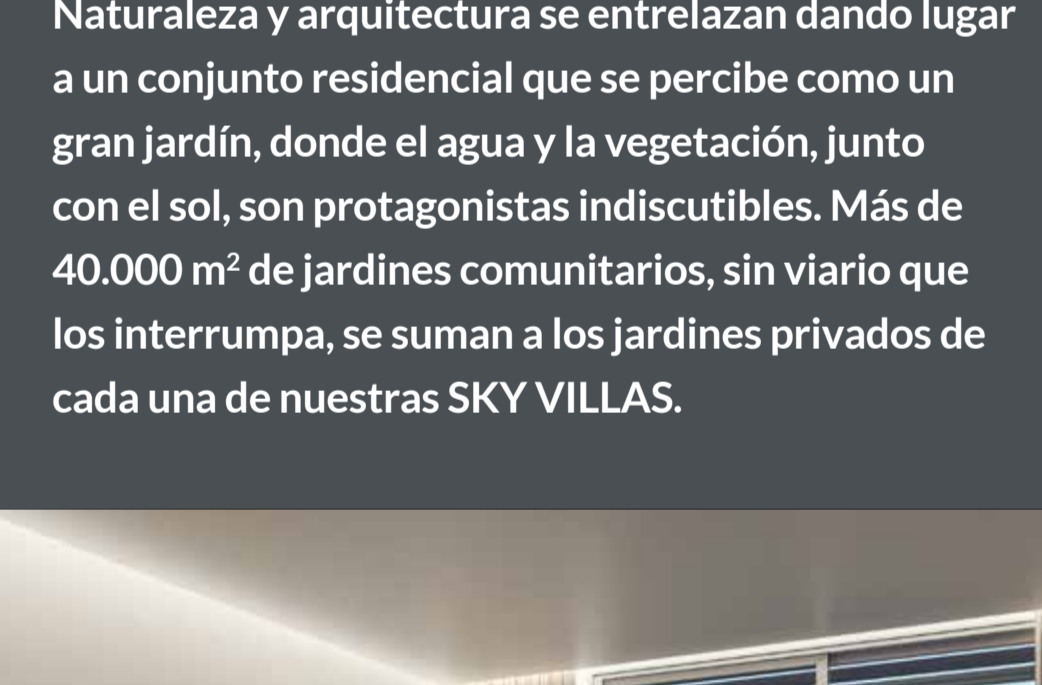 Naturaleza y arquitectura se entrelazan dando lugar
a un conjunto residencial que se percibe como un
gran jardín, donde el agua y la vegetación, junto
con el sol, son protagonistas indiscutibles. Más de
40.000 m² de jardines comunitarios, sin viario que
los interrumpa, se suman a los jardines privados de
cada una de nuestras SKY VILLAS.